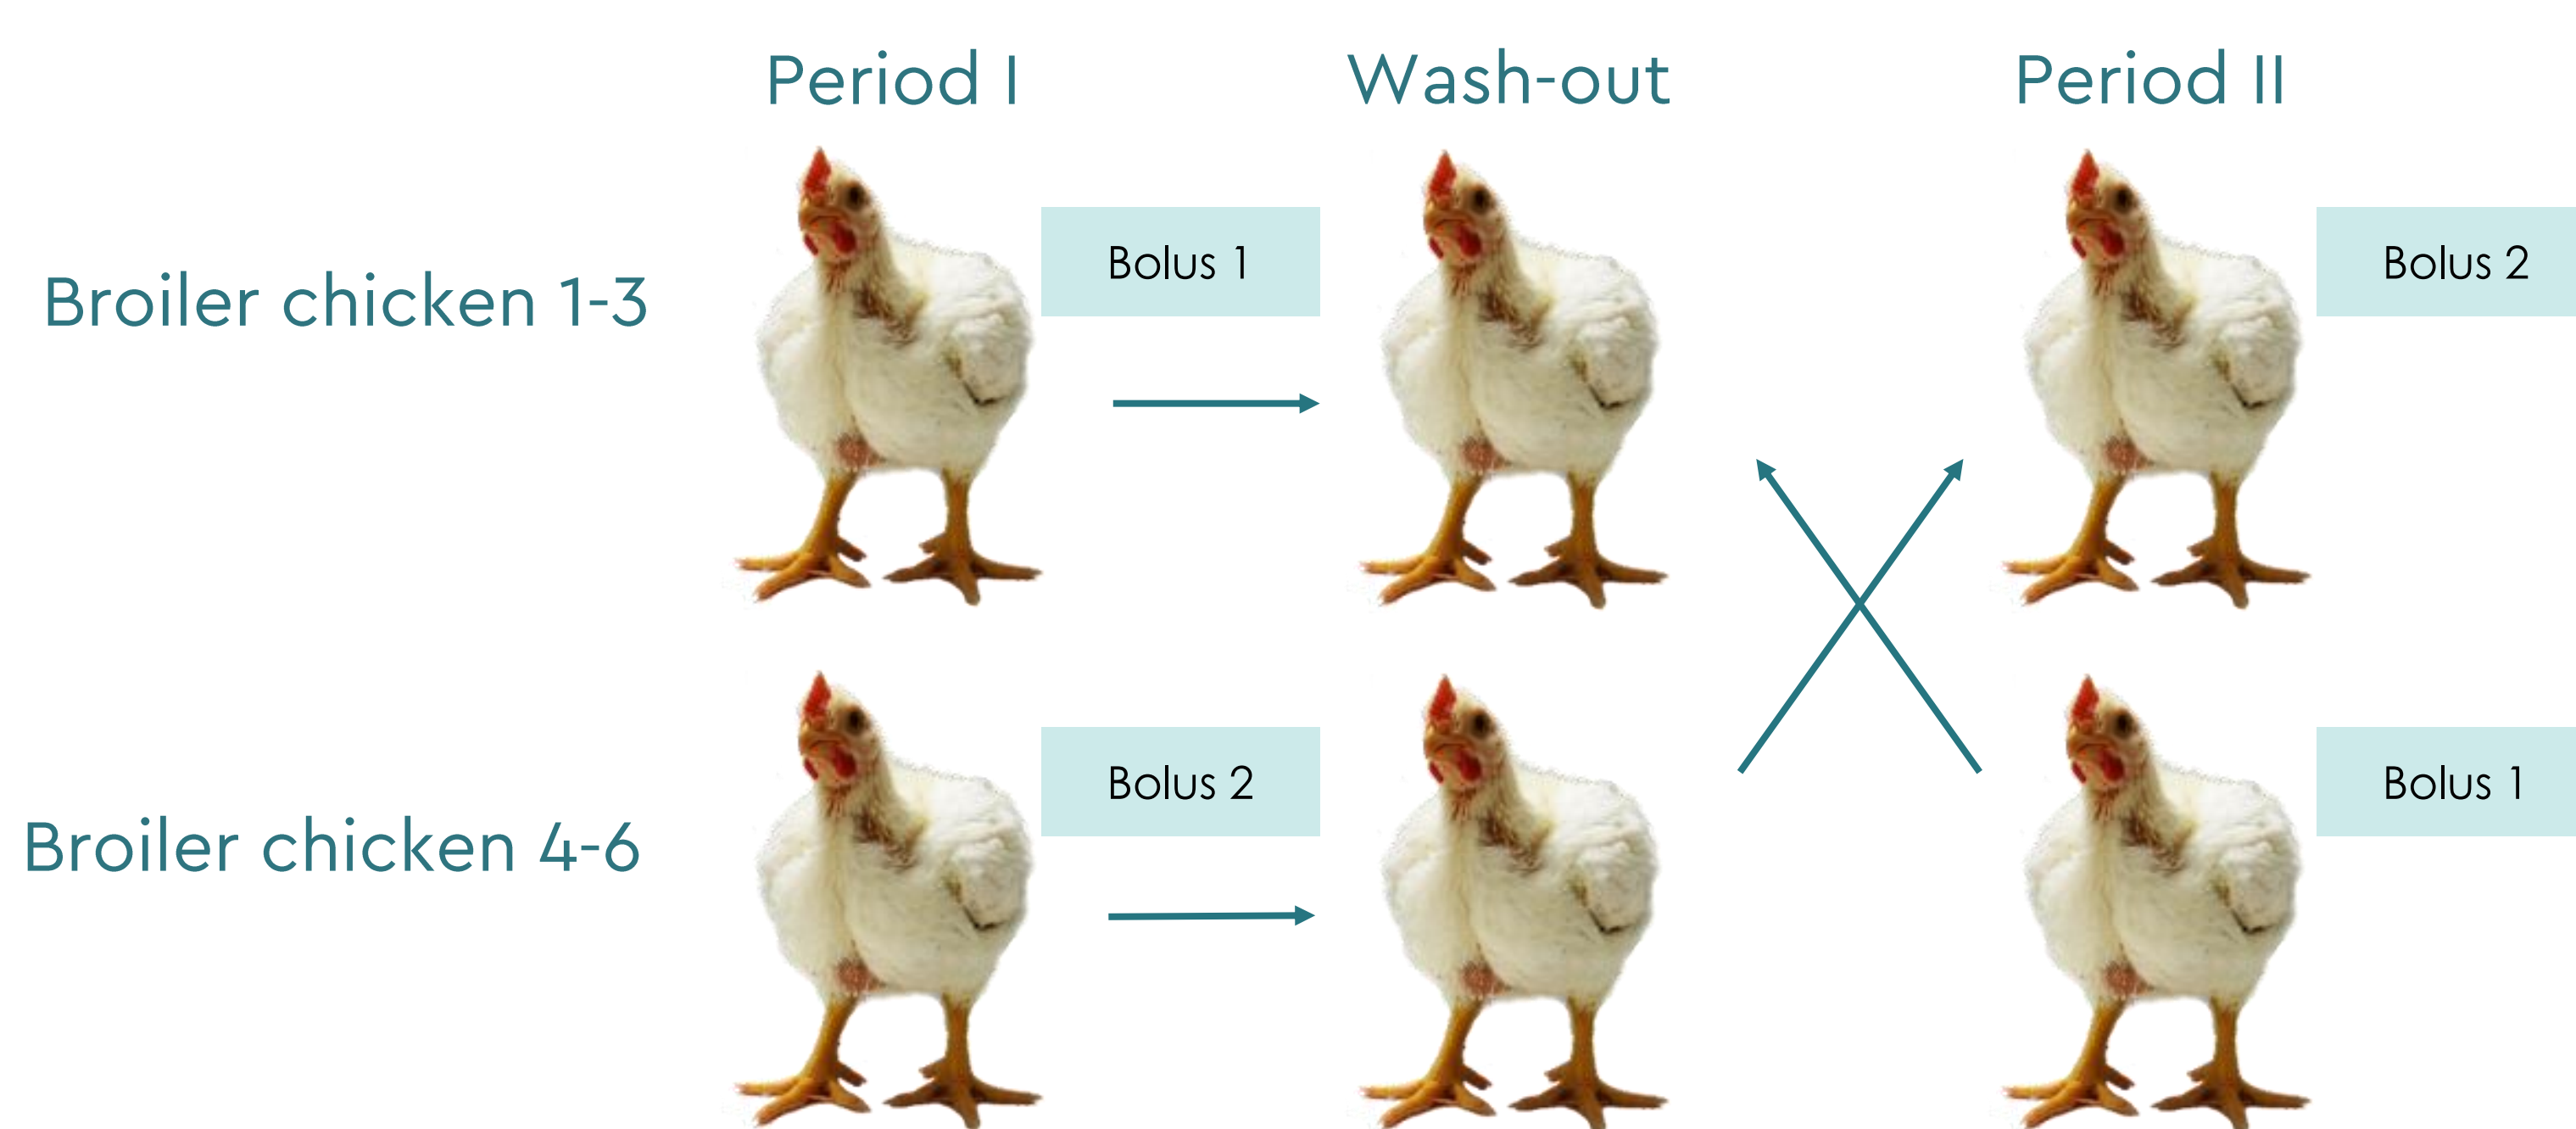 Period I
Wash-out
Period II
Broiler chicken 1-3
Bolus 1
Bolus 2
Broiler chicken 4-6
Bolus 2
Bolus 1